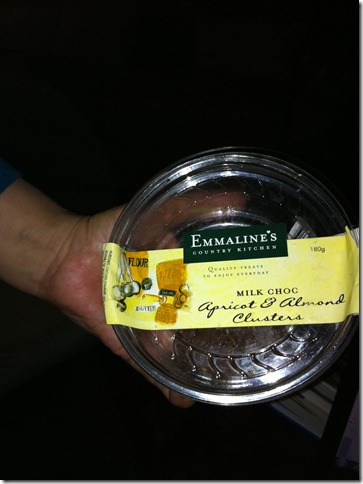 EMMALINE'S
COUNTRY KITCHEN
QUALITY TREATS
TO ENJOY EVERYDAY
180g
MILK CHOC
Apricot & Almond
Clusters
FLOUR
BUTTER